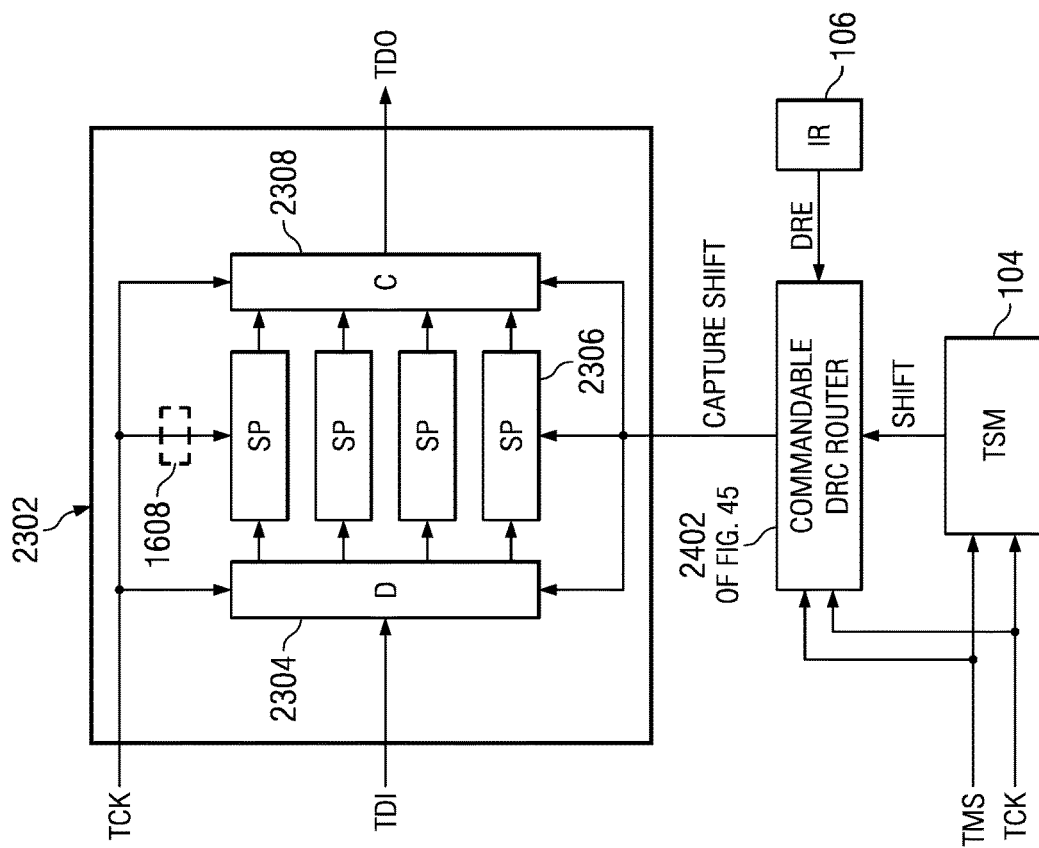 2302
TCK
1608
2304
D
SP
SP
SP
SP
2306
C
2308
TDI
TDO
CAPTURE SHIFT
2402
OF FIG. 45
COMMANDABLE
DRC ROUTER
DRE
IR
106
SHIFT
TSM
104
TMS
TCK